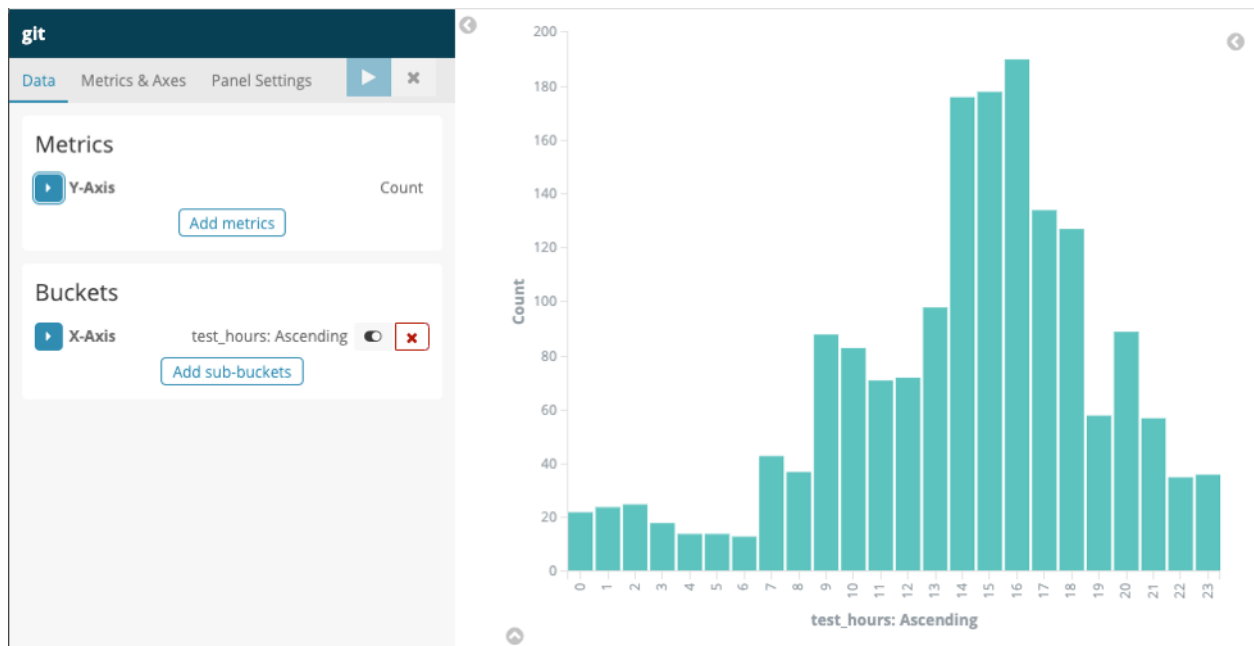 git
Data Metrics & Axes Panel Settings
Metrics
Y-Axis Count
Add metrics
Buckets
X-Axis test_hours: Ascending
Add sub-buckets
200
180
160
140
120
100
80
60
40
20
0
Count
0 1 2 3 4 5 6 7 8 9 10 11 12 13 14 15 16 17 18 19 20 21 22 23
test_hours: Ascending